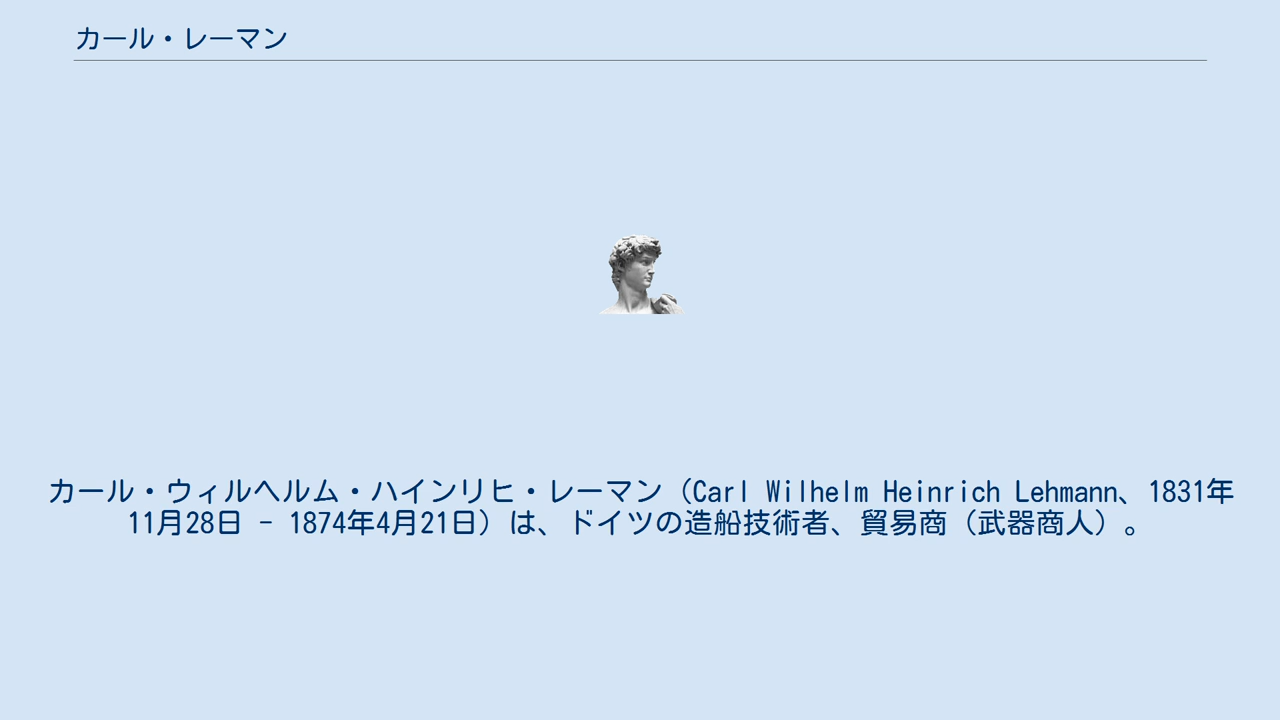 カール・レーマン
カール・ウィルヘルム・ハインリヒ・レーマン（Carl Wilhelm Heinrich Lehmann、1831年
11月28日 - 1874年4月21日）は、ドイツの造船技術者、貿易商（武器商人）。